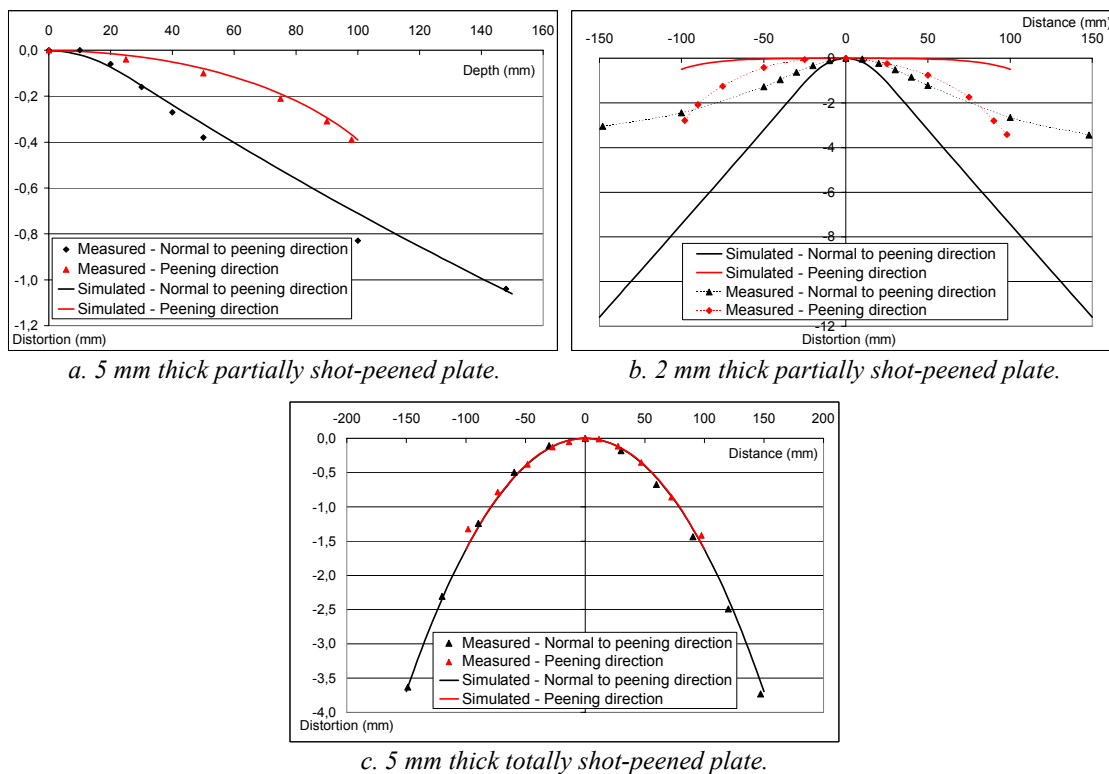 0 20 40 60 80 100 120 140 160
0,0
-0,2
-0,4
-0,6
-0,8
-1,0
-1,2
Depth (mm)
Measured - Normal to peening direction
Measured - Peening direction
Simulated - Normal to peening direction
Simulated - Peening direction
Distortion (mm)
a. 5 mm thick partially shot-peened plate.
Distance (mm)
-150 -100 -50 0 50 100 150
0
-2
-4
-6
-8
-12
Simulated - Normal to peening direction
Simulated - Peening direction
Measured - Normal to peening direction
Measured - Peening direction
Distortion (mm)
b. 2 mm thick partially shot-peened plate.
-200 -150 -100 -50 0 50 100 150 200
0,0
-0,5
-1,0
-1,5
-2,0
-2,5
-3,0
-3,5
-4,0
Distance (mm)
Measured - Normal to peening direction
Measured - Peening direction
Simulated - Normal to peening direction
Simulated - Peening direction
Distortion (mm)
c. 5 mm thick totally shot-peened plate.